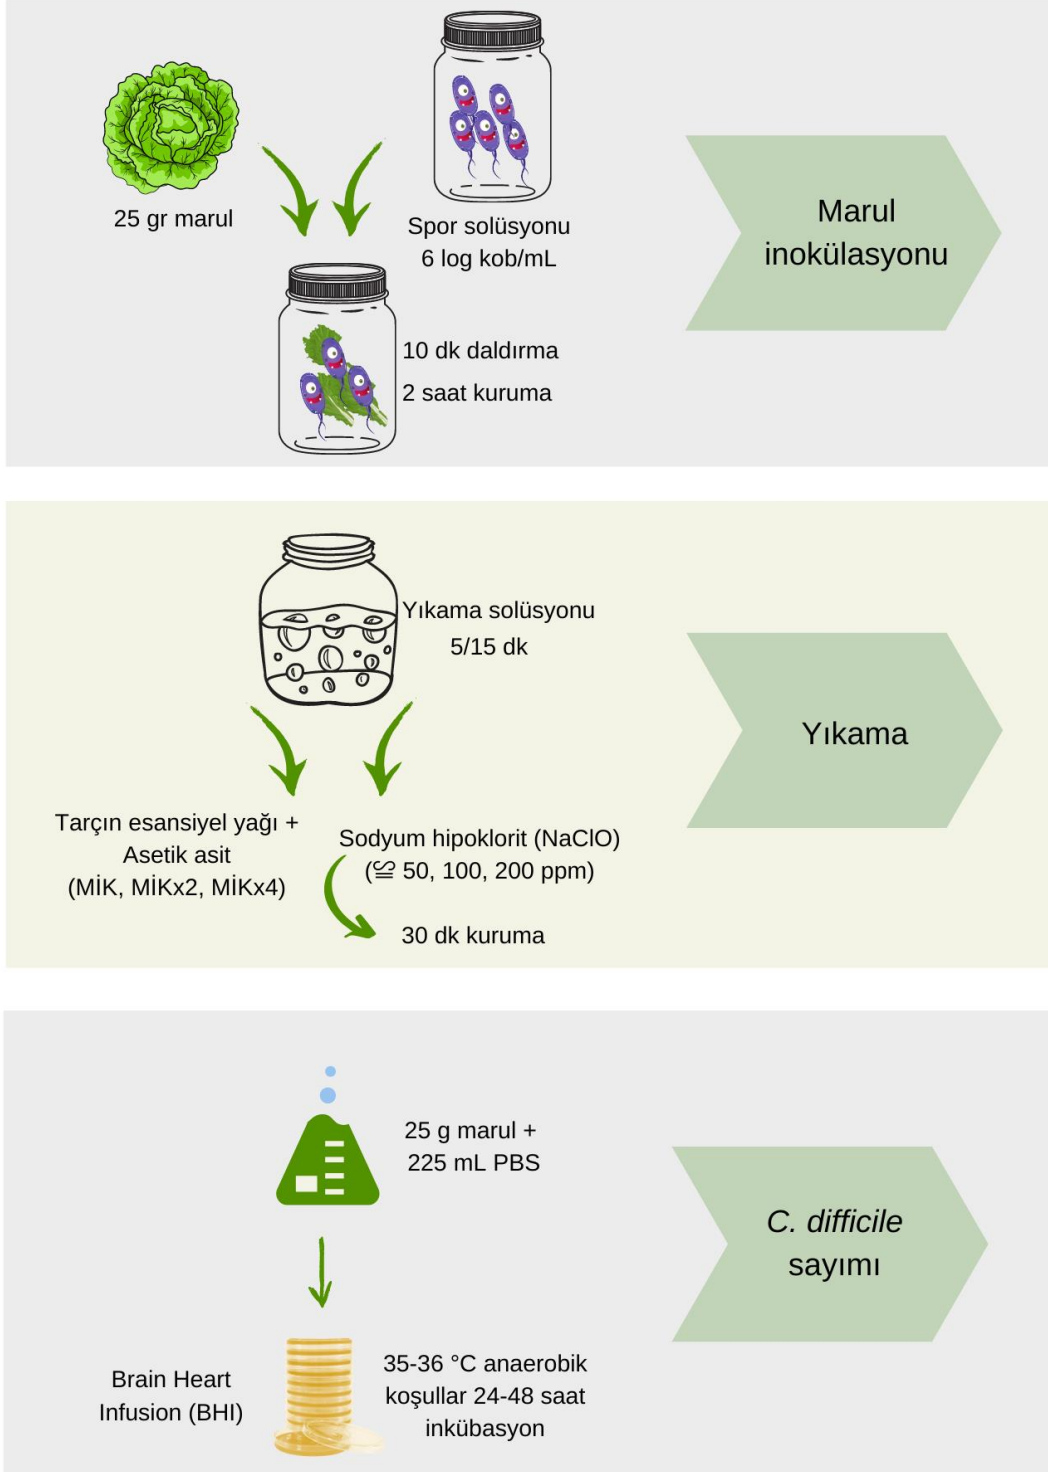 25 gr marul
Spor solüsyonu
6 log kob/mL
10 dk daldırma
2 saat kuruma
Marul
inokülasyonu
Yıkama solüsyonu
5/15 dk
Tarçın esansiyel yağı +
Asetik asit
(MİK, MİKx2, MİKx4)
Sodyum hipoklorit (NaClO)
(≌ 50, 100, 200 ppm)
30 dk kuruma
Yıkama
25 g marul +
225 mL PBS
Brain Heart
Infusion (BHI)
35-36 °C anaerobik
koşullar 24-48 saat
inkübasyon
C. difficile
sayımı